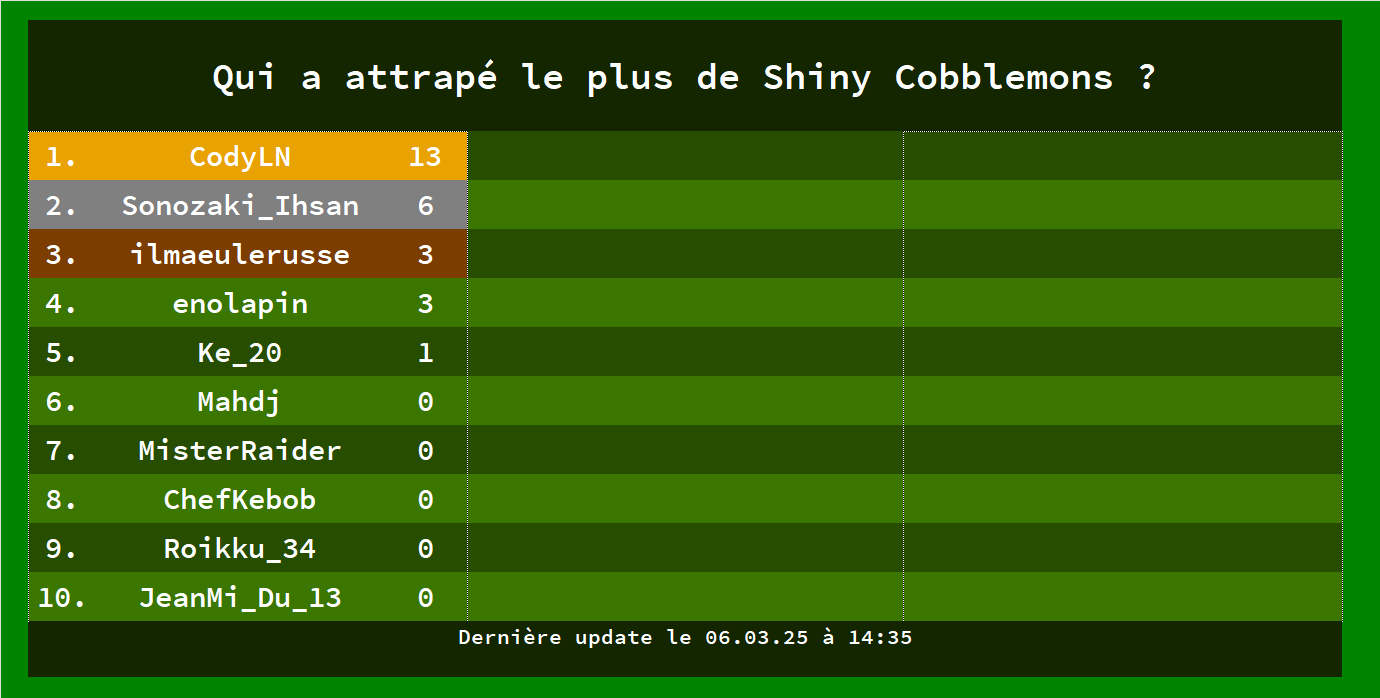 Qui a attrapé le plus de Shiny Cobblemons ?
1. CodyLN 13
2. Sonozaki_Ihsan 6
3. ilmaeulerusse 3
4. enolapin 3
5. Ke_20 1
6. Mahdj 0
7. MisterRaider 0
8. ChefKebob 0
9. Roikku_34 0
10. JeanMi_Du_13 0
Dernière update le 06.03.25 à 14:35